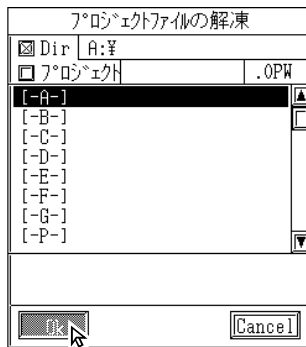 プロジェクトファイルの解凍
Dir A:¥
プロジェクト .OPW
[-A-]
[-B-]
[-C-]
[-D-]
[-E-]
[-F-]
[-G-]
[-P-]
Ok Cancel